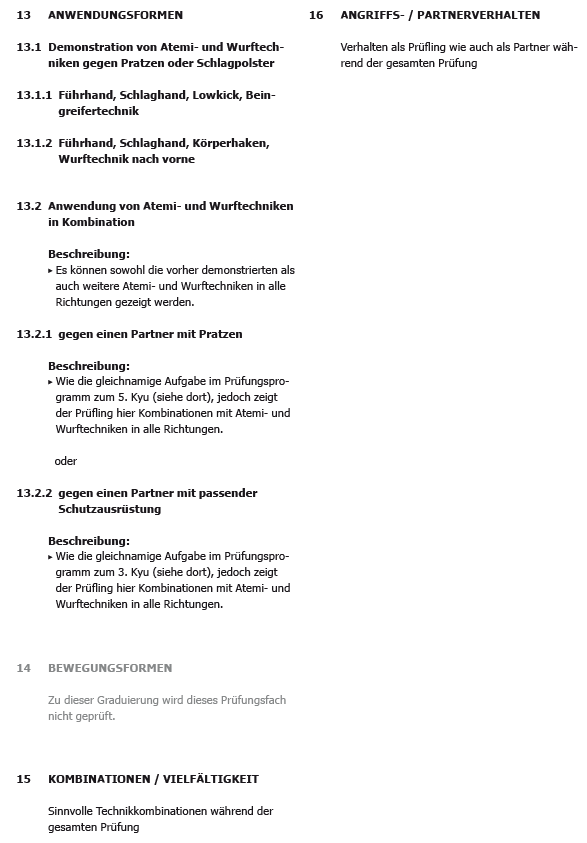 13 ANWENDUNGSFORMEN
13.1 Demonstration von Atemi- und Wurftech-
niken gegen Pratzen oder Schlagpolster
13.1.1 Führhand, Schlaghand, Lowkick, Bein-
greifertechnik
13.1.2 Führhand, Schlaghand, Körperhaken,
Wurftechnik nach vorne
13.2 Anwendung von Atemi- und Wurftechniken
in Kombination
Beschreibung:
▸ Es können sowohl die vorher demonstrierten als
auch weitere Atemi- und Wurftechniken in alle
Richtungen gezeigt werden.
13.2.1 gegen einen Partner mit Pratzen
Beschreibung:
▸ Wie die gleichnamige Aufgabe im Prüfungspro-
gramm zum 5. Kyu (siehe dort), jedoch zeigt
der Prüfling hier Kombinationen mit Atemi- und
Wurftechniken in alle Richtungen.
oder
13.2.2 gegen einen Partner mit passender
Schutzausrüstung
Beschreibung:
▸ Wie die gleichnamige Aufgabe im Prüfungspro-
gramm zum 3. Kyu (siehe dort), jedoch zeigt
der Prüfling hier Kombinationen mit Atemi- und
Wurftechniken in alle Richtungen.
14 BEWEGUNGSFORMEN
Zu dieser Graduierung wird dieses Prüfungsfach
nicht geprüft.
15 KOMBINATIONEN / VIELFÄLTIGKEIT
Sinnvolle Technikkombinationen während der
gesamten Prüfung
16 ANGRIFFS- / PARTNERVERHALTEN
Verhalten als Prüfling wie auch als Partner wäh-
rend der gesamten Prüfung